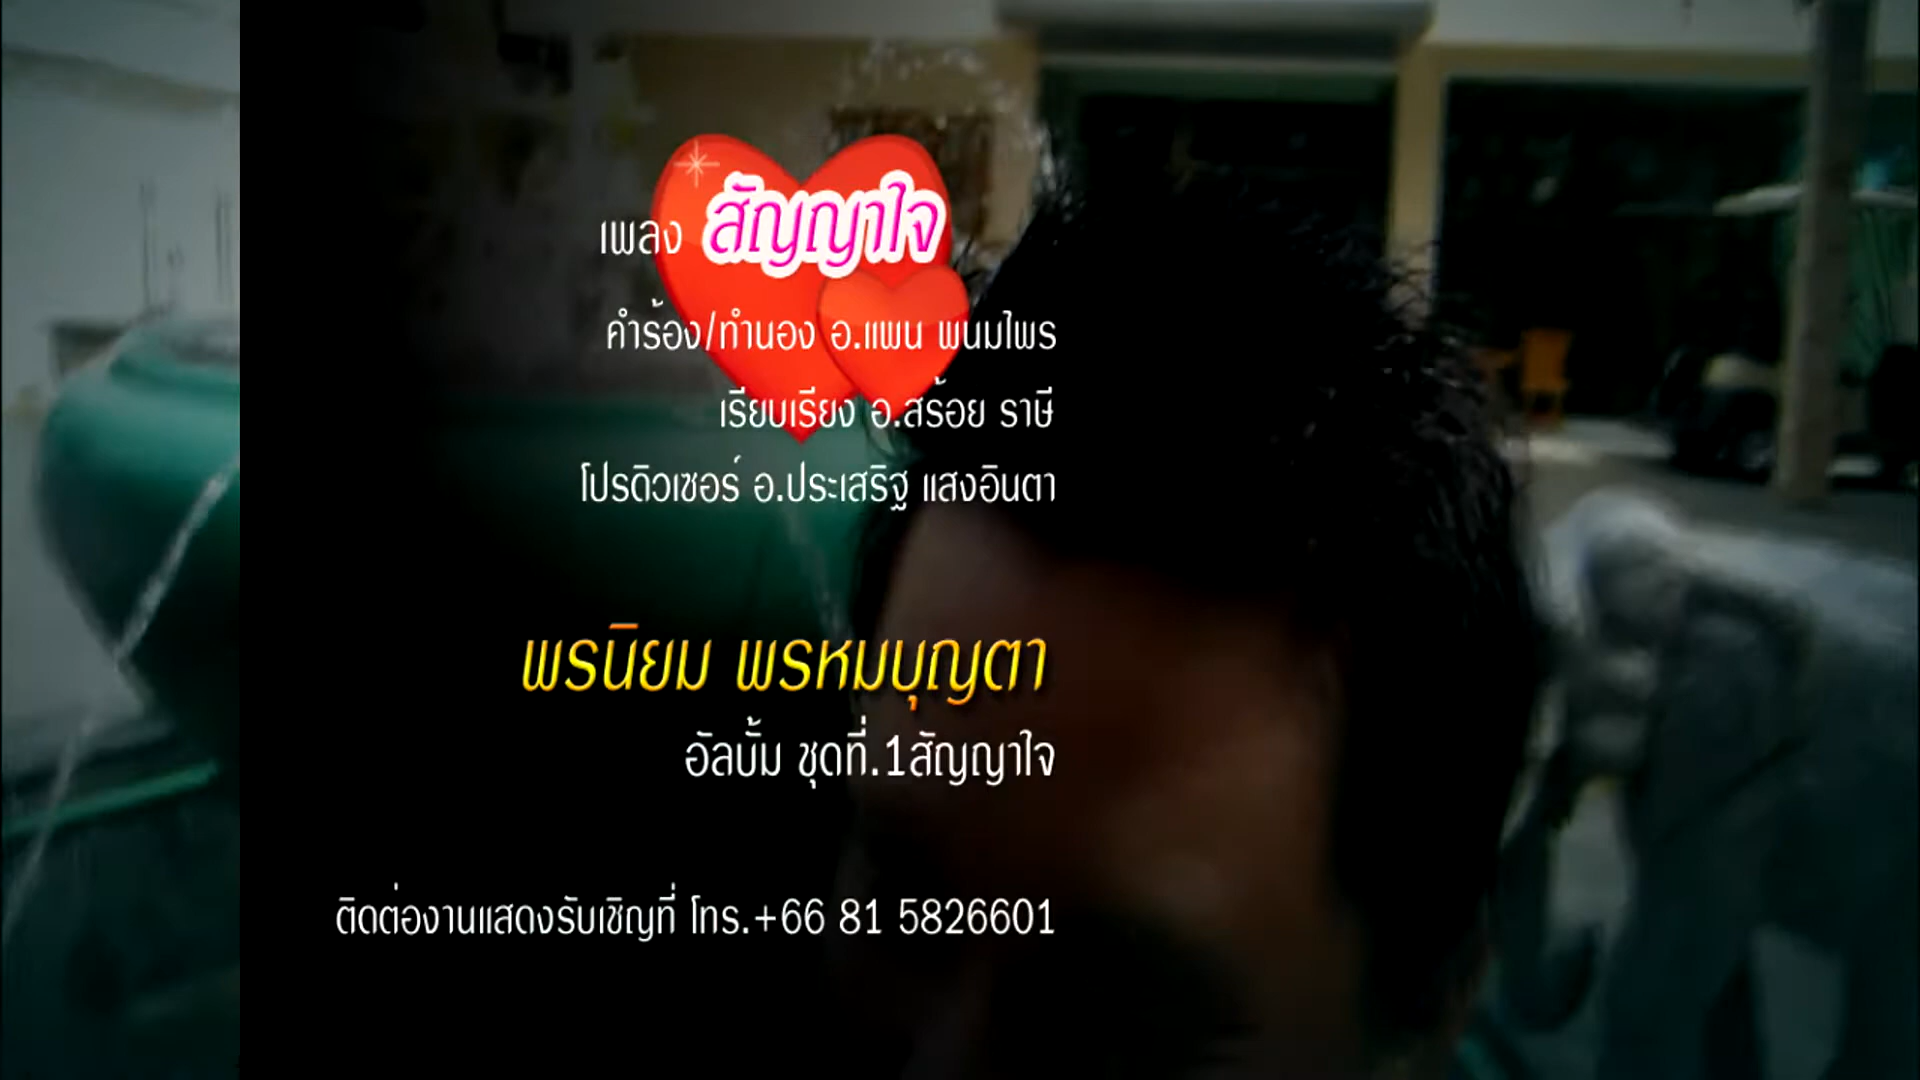 เพลง สัญญาใจ
คำร้อง/ทำนอง อ.แพน พนมไพร
เรียบเรียง อ.สร้อย ราษี
โปรดิวเซอร์ อ.ประเสริฐ แสงอินตา
พรนิยม พรหมบุญตา
อัลบั้ม ชุดที่.1สัญญาใจ
ติดต่องานแสดงรับเชิญที่ โทร.+66 81 5826601